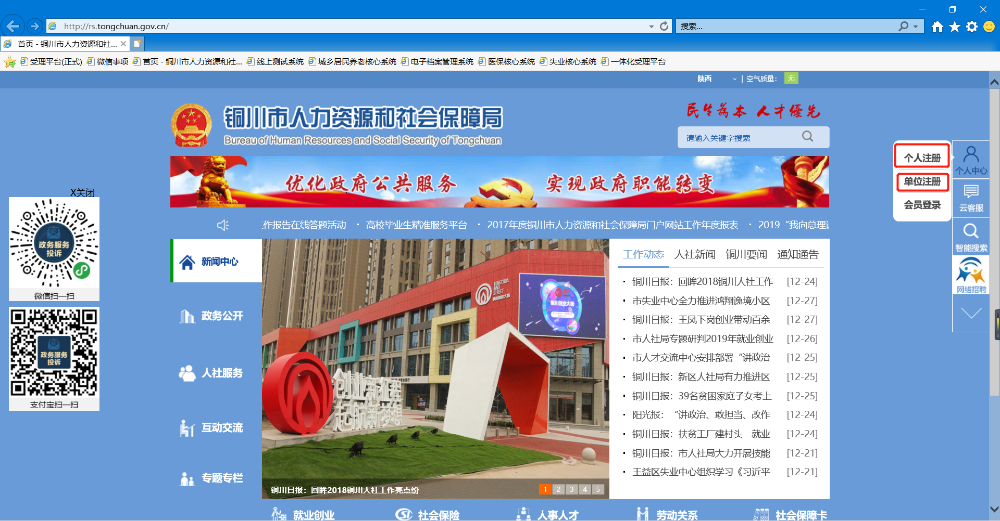 http://rs.tongchuan.gov.cn/
搜索...
首页 - 铜川市人力资源和社...
受理平台(正式) 微信事项 首页 - 铜川市人力资源和社... 线上测试系统 城乡居民养老核心系统 电子档案管理系统 医保核心系统 失业核心系统 一体化受理平台
陕西 ~ | 空气质量： 无
铜川市人力资源和社会保障局
Bureau of Human Resources and Social Security of Tongchuan
民生為本 人才優先
请输入关键字搜索
个人注册
单位注册
会员登录
个人中心
云客服
智能搜索
网络招聘
优化政府公共服务 实现政府职能转变
X关闭
政务服务
投诉
微信扫一扫
政务服务
投诉
支付宝扫一扫
作报告在线答题活动 · 高校毕业生精准服务平台 · 2017年度铜川市人力资源和社会保障局门户网站工作年度报表 · 2019“我向总理
新闻中心
政务公开
人社服务
互动交流
专题专栏
TONGCHUA
INNO
STREET
铜川创业大街
铜川创业大街
铜川日报：回眸2018铜川人社工作亮点纷
1 2 3 4 5
工作动态 人社新闻 铜川要闻 通知通告
· 铜川日报：回眸2018铜川人社工作 [12-24]
· 市失业中心全力推进鸿翔逸境小区 [12-27]
· 铜川日报：王凤下岗创业带动百余 [12-27]
· 市人社局专题研判2019年就业创业 [12-26]
· 市人才交流中心安排部署“讲政治 [12-25]
· 铜川日报：新区人社局有力推进区 [12-25]
· 铜川日报：39名贫困家庭子女考上 [12-25]
· 阳光报：“讲政治、敢担当、改作 [12-24]
· 铜川日报：扶贫工厂建村头　就业 [12-24]
· 铜川日报：市人社局大力开展技能 [12-21]
· 王益区失业中心组织学习《习近平 [12-21]
就业创业 社会保险 人事人才 劳动关系 社会保障卡